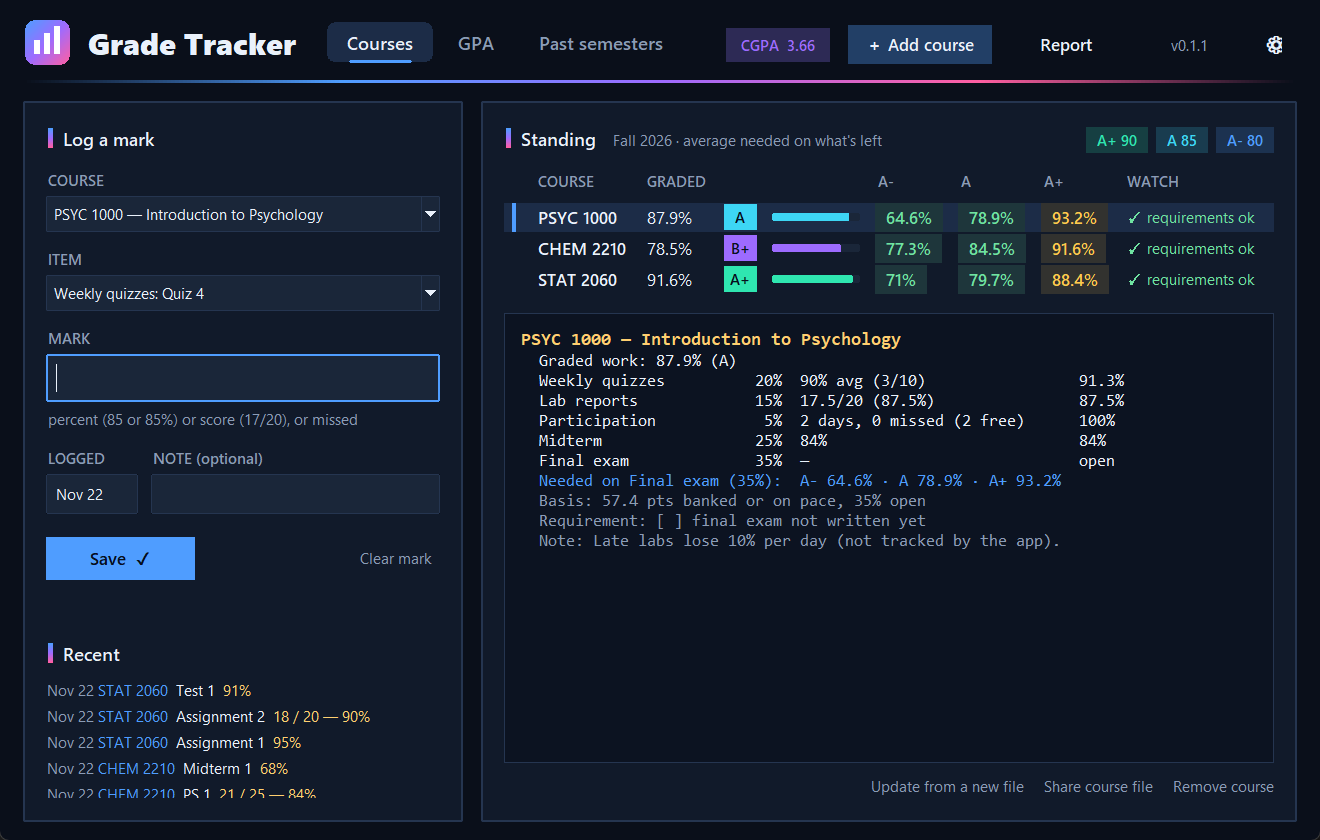 Grade Tracker Courses GPA Past semesters CGPA 3.66 + Add course Report v0.1.1
Log a mark
COURSE
PSYC 1000 — Introduction to Psychology
ITEM
Weekly quizzes: Quiz 4
MARK
percent (85 or 85%) or score (17/20), or missed
LOGGED NOTE (optional)
Nov 22
Save ✓ Clear mark
Recent
Nov 22 STAT 2060 Test 1 91%
Nov 22 STAT 2060 Assignment 2 18 / 20 — 90%
Nov 22 STAT 2060 Assignment 1 95%
Nov 22 CHEM 2210 Midterm 1 68%
Nov 22 CHEM 2210 PS 1 21 / 25 — 84%
Standing Fall 2026 · average needed on what's left A+ 90 A 85 A- 80
COURSE GRADED A- A A+ WATCH
PSYC 1000 87.9% A 64.6% 78.9% 93.2% ✓ requirements ok
CHEM 2210 78.5% B+ 77.3% 84.5% 91.6% ✓ requirements ok
STAT 2060 91.6% A+ 71% 79.7% 88.4% ✓ requirements ok
PSYC 1000 — Introduction to Psychology
Graded work: 87.9% (A)
Weekly quizzes 20% 90% avg (3/10) 91.3%
Lab reports 15% 17.5/20 (87.5%) 87.5%
Participation 5% 2 days, 0 missed (2 free) 100%
Midterm 25% 84% 84%
Final exam 35% — open
Needed on Final exam (35%): A- 64.6% · A 78.9% · A+ 93.2%
Basis: 57.4 pts banked or on pace, 35% open
Requirement: [ ] final exam not written yet
Note: Late labs lose 10% per day (not tracked by the app).
Update from a new file Share course file Remove course